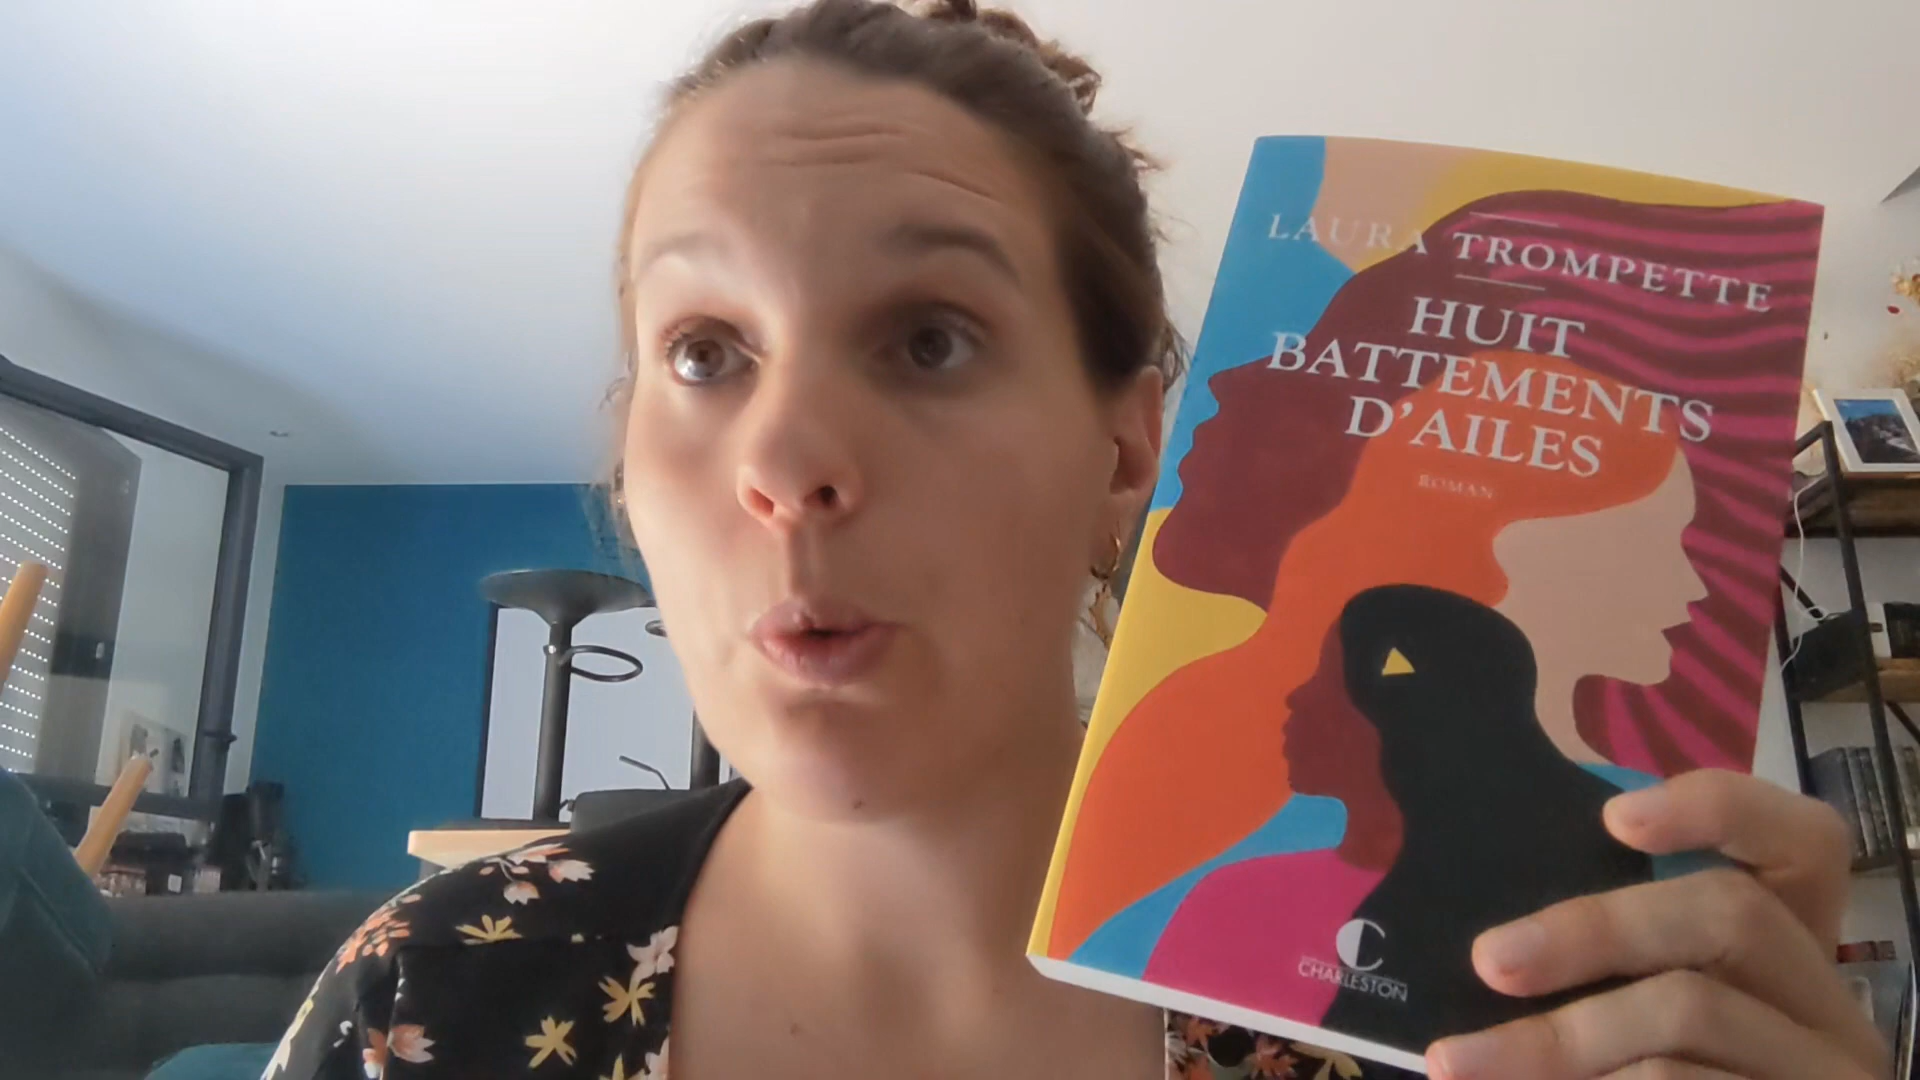 LAURA TROMPETTE
HUIT
BATTEMENTS
D'AILES
ROMAN
C
CHARLESTON